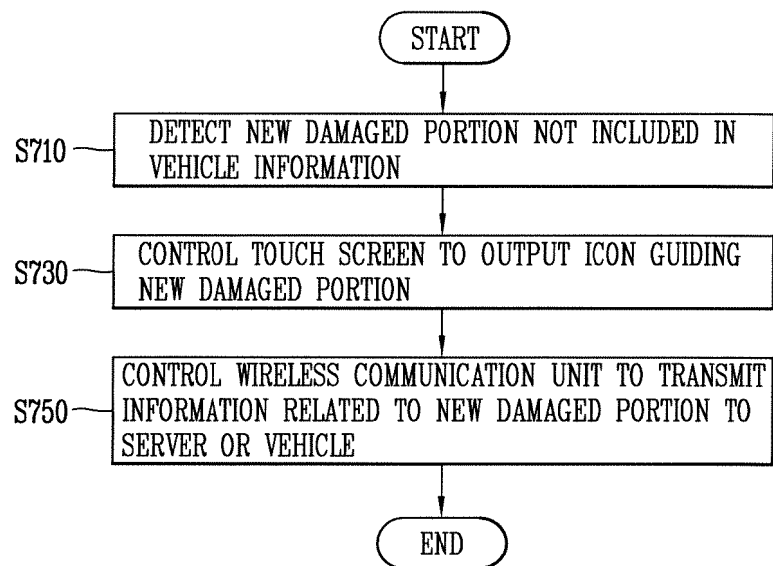 START
S710
DETECT NEW DAMAGED PORTION NOT INCLUDED IN
VEHICLE INFORMATION
S730
CONTROL TOUCH SCREEN TO OUTPUT ICON GUIDING
NEW DAMAGED PORTION
S750
CONTROL WIRELESS COMMUNICATION UNIT TO TRANSMIT
INFORMATION RELATED TO NEW DAMAGED PORTION TO
SERVER OR VEHICLE
END